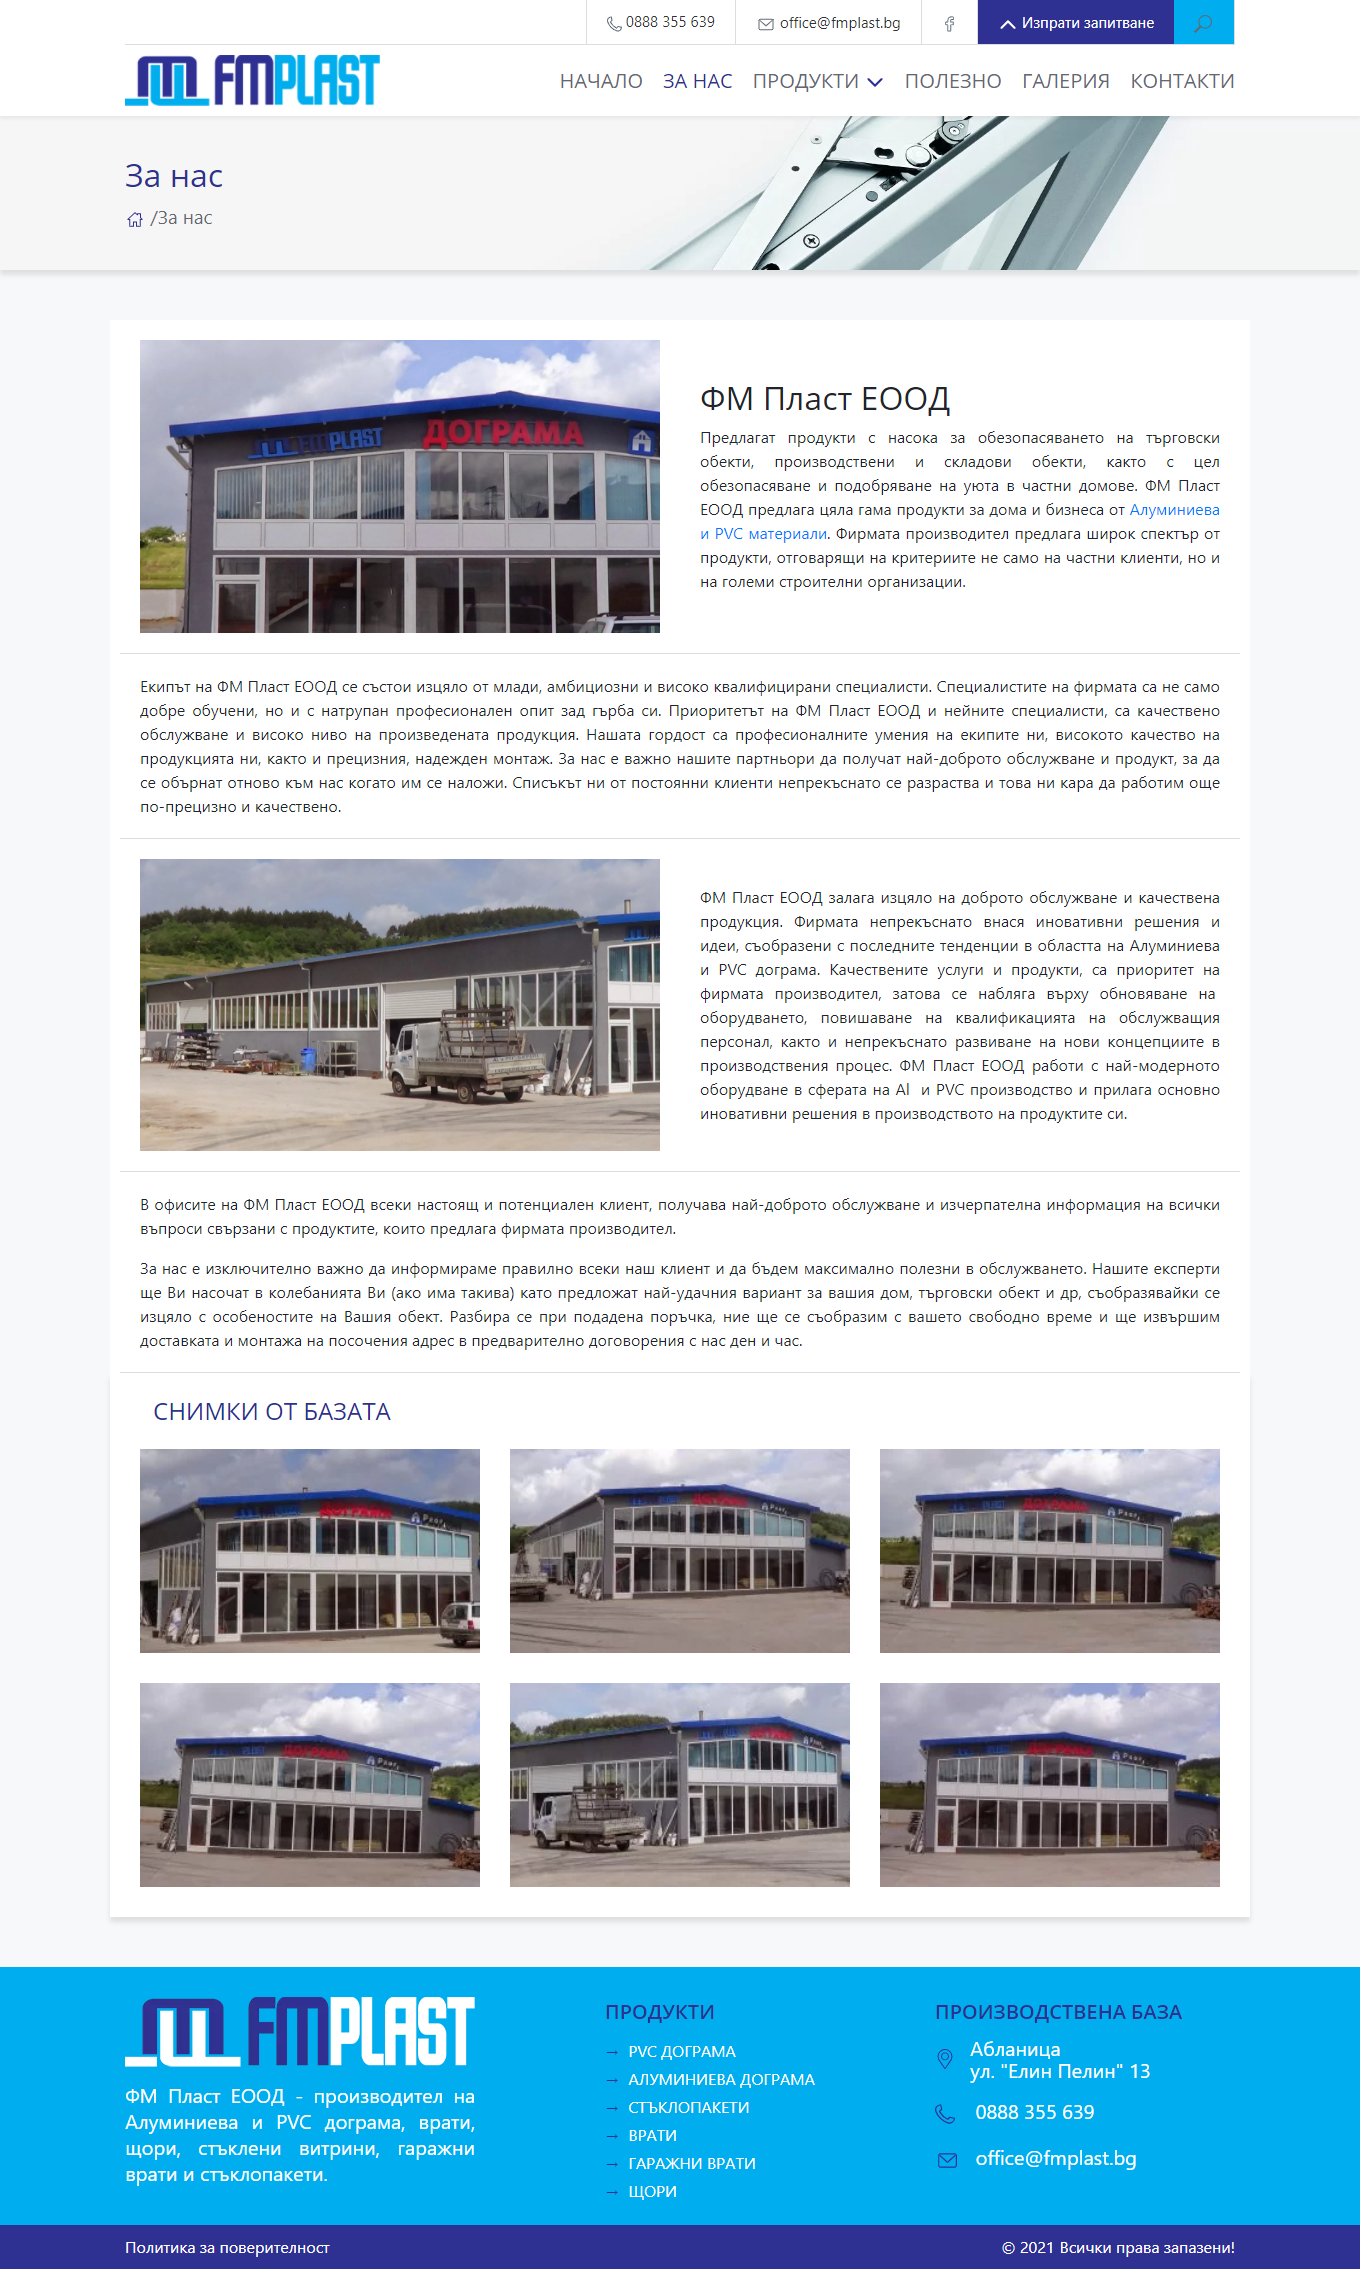 0888 355 639
office@fmplast.bg
Изпрати запитване
FMPLAST
НАЧАЛО ЗА НАС ПРОДУКТИ ПОЛЕЗНО ГАЛЕРИЯ КОНТАКТИ
За нас
/За нас
FMPLAST ДОГРАМА
ФМ Пласт ЕООД
Предлагат продукти с насока за обезопасяването на търговски
обекти, производствени и складови обекти, както с цел
обезопасяване и подобряване на уюта в частни домове. ФМ Пласт
ЕООД предлага цяла гама продукти за дома и бизнеса от Алуминиева
и PVC материали. Фирмата производител предлага широк спектър от
продукти, отговарящи на критериите не само на частни клиенти, но и
на големи строителни организации.
Екипът на ФМ Пласт ЕООД се състои изцяло от млади, амбициозни и високо квалифицирани специалисти. Специалистите на фирмата са не само
добре обучени, но и с натрупан професионален опит зад гърба си. Приоритетът на ФМ Пласт ЕООД и нейните специалисти, са качествено
обслужване и високо ниво на произведената продукция. Нашата гордост са професионалните умения на екипите ни, високото качество на
продукцията ни, както и прецизния, надежден монтаж. За нас е важно нашите партньори да получат най-доброто обслужване и продукт, за да
се обърнат отново към нас когато им се наложи. Списъкът ни от постоянни клиенти непрекъснато се разраства и това ни кара да работим още
по-прецизно и качествено.
ФМ Пласт ЕООД залага изцяло на доброто обслужване и качествена
продукция. Фирмата непрекъснато внася иновативни решения и
идеи, съобразени с последните тенденции в областта на Алуминиева
и PVC дограма. Качествените услуги и продукти, са приоритет на
фирмата производител, затова се набляга върху обновяване на
оборудването, повишаване на квалификацията на обслужващия
персонал, както и непрекъснато развиване на нови концепциите в
производствения процес. ФМ Пласт ЕООД работи с най-модерното
оборудване в сферата на Al и PVC производство и прилага основно
иновативни решения в производството на продуктите си.
В офисите на ФМ Пласт ЕООД всеки настоящ и потенциален клиент, получава най-доброто обслужване и изчерпателна информация на всички
въпроси свързани с продуктите, които предлага фирмата производител.
За нас е изключително важно да информираме правилно всеки наш клиент и да бъдем максимално полезни в обслужването. Нашите експерти
ще Ви насочат в колебанията Ви (ако има такива) като предложат най-удачния вариант за вашия дом, търговски обект и др, съобразявайки се
изцяло с особеностите на Вашия обект. Разбира се при подадена поръчка, ние ще се съобразим с вашето свободно време и ще извършим
доставката и монтажа на посочения адрес в предварително договорения с нас ден и час.
СНИМКИ ОТ БАЗАТА
ДОГРАМА
ДОГРАМА
ДОГРАМА
ДОГРАМА
ДОГРАМА
ДОГРАМА
FMPLAST
ФМ Пласт ЕООД - производител на
Алуминиева и PVC дограма, врати,
щори, стъклени витрини, гаражни
врати и стъклопакети.
ПРОДУКТИ
→ PVC ДОГРАМА
→ АЛУМИНИЕВА ДОГРАМА
→ СТЪКЛОПАКЕТИ
→ ВРАТИ
→ ГАРАЖНИ ВРАТИ
→ ЩОРИ
ПРОИЗВОДСТВЕНА БАЗА
Абланица
ул. "Елин Пелин" 13
0888 355 639
office@fmplast.bg
Политика за поверителност
© 2021 Всички права запазени!